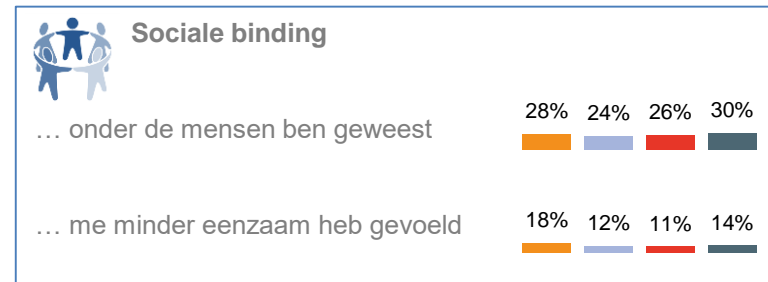 Sociale binding
28% 24% 26% 30%
… onder de mensen ben geweest
18% 12% 11% 14%
… me minder eenzaam heb gevoeld